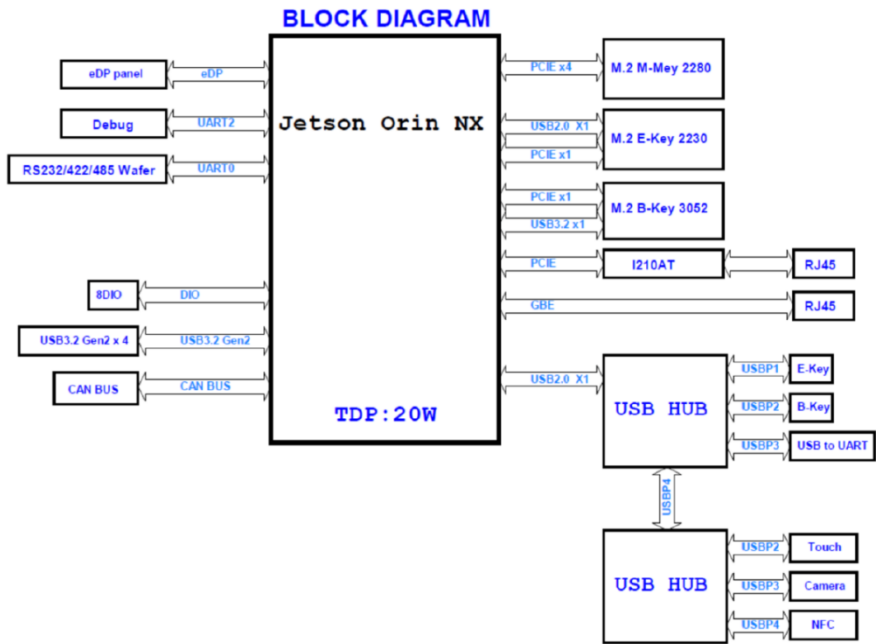 BLOCK DIAGRAM
eDP panel
eDP
Debug
UART2
RS232/422/485 Wafer
UART0
8DIO
DIO
USB3.2 Gen2 x 4
USB3.2 Gen2
CAN BUS
CAN BUS
Jetson Orin NX
TDP:20W
PCIE x4
M.2 M-Mey 2280
USB2.0 X1
PCIE x1
M.2 E-Key 2230
PCIE x1
USB3.2 x1
M.2 B-Key 3052
PCIE
I210AT
RJ45
GBE
RJ45
USB2.0 X1
USB HUB
USBP1
E-Key
USBP2
B-Key
USBP3
USB to UART
USBP4
USB HUB
USBP2
Touch
USBP3
Camera
USBP4
NFC